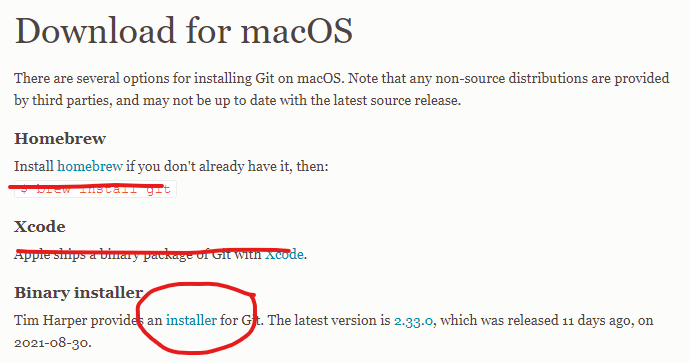 Download for macOS
There are several options for installing Git on macOS. Note that any non-source distributions are provided
by third parties, and may not be up to date with the latest source release.
Homebrew
Install homebrew if you don't already have it, then:
$ brew install git
Xcode
Apple ships a binary package of Git with Xcode.
Binary installer
Tim Harper provides an installer for Git. The latest version is 2.33.0, which was released 11 days ago, on
2021-08-30.